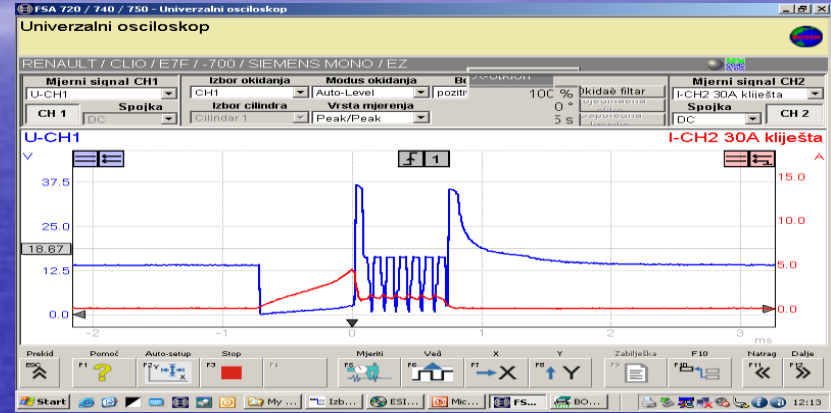 FSA 720 / 740 / 750 - Univerzalni osciloskop
Univerzalni osciloskop
RENAULT / CLIO / E7F / -700 / SIEMENS MONO / EZ
Mjerni signal CH1 Izbor okidanja Modus okidanja Mjerni signal CH2
U-CH1 CH1 Auto-Level pozitr 100 % Okidaè filtar I-CH2 30A kliješta
Spojka Izbor cilindra Vrsta mjerenja 0 ° Spojka
CH 1 DC Cilindar 1 Peak/Peak 5 s DC CH 2
U-CH1 I-CH2 30A kliješta
V 1 A
37.5 15.0
25.0 10.0
18.67
12.5 5.0
0.0 0.0
-2 -1 0 1 2 3 ms
Prekid Pomoć Auto-setup Stop Mjeriti Veä X Y Zabilješka F10 Natrag Dalje
ESC F1 ? F2 Y X F3 F4 F5 F6 F7 X F8 Y F9 F11 F12
Start My ... Izb... ESI... Mic... FS... BO... 12:13